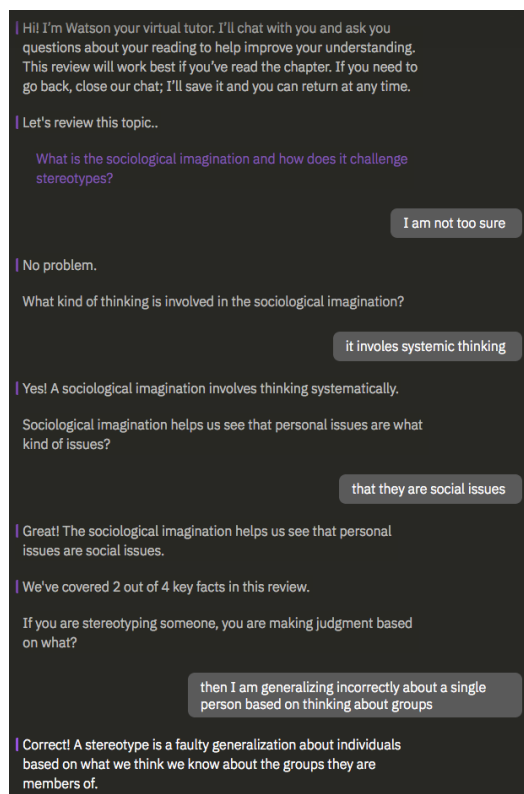 Hi! I'm Watson your virtual tutor. I'll chat with you and ask you
questions about your reading to help improve your understanding.
This review will work best if you've read the chapter. If you need to
go back, close our chat; I'll save it and you can return at any time.
Let's review this topic..
What is the sociological imagination and how does it challenge
stereotypes?
I am not too sure
No problem.
What kind of thinking is involved in the sociological imagination?
it involes systemic thinking
Yes! A sociological imagination involves thinking systematically.
Sociological imagination helps us see that personal issues are what
kind of issues?
that they are social issues
Great! The sociological imagination helps us see that personal
issues are social issues.
We've covered 2 out of 4 key facts in this review.
If you are stereotyping someone, you are making judgment based
on what?
then I am generalizing incorrectly about a single
person based on thinking about groups
Correct! A stereotype is a faulty generalization about individuals
based on what we think we know about the groups they are
members of.